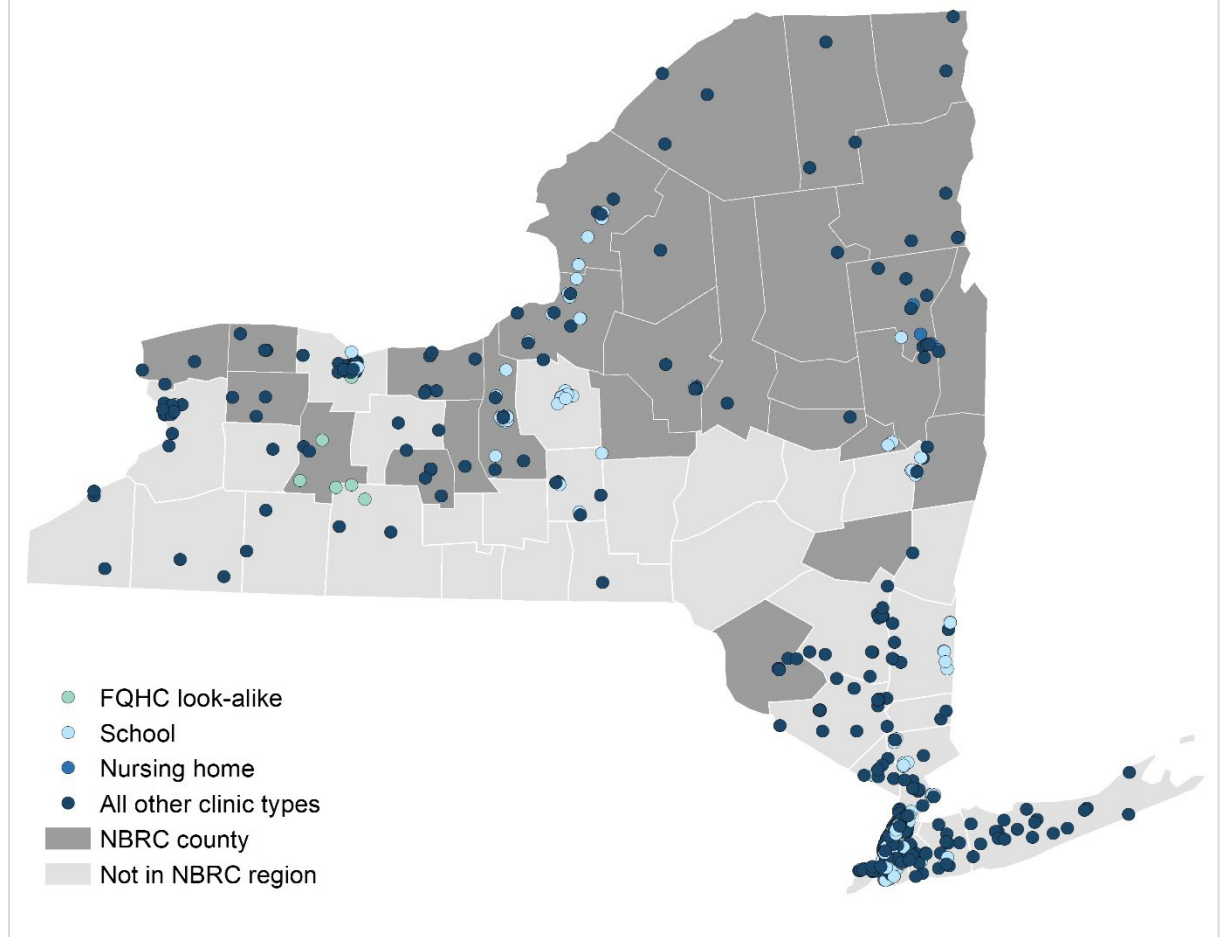 FQHC look-alike
School
Nursing home
All other clinic types
NBRC county
Not in NBRC region